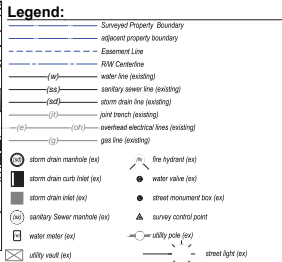 Legend:
Surveyed Property Boundary
adjacent property boundary
Easement Line
R/W Centerline
(w) water line (existing)
(ss) sanitary sewer line (existing)
(sd) storm drain line (existing)
(jt) joint trench (existing)
(e) (oh) overhead electrical lines (existing)
(g) gas line (existing)
(sd) storm drain manhole (ex) fire hydrant (ex)
storm drain curb Inlet (ex) water valve (ex)
storm drain inlet (ex) street monument box (ex)
(ss) sanitary Sewer manhole (ex) survey control point
water meter (ex) utility pole (ex)
utility vault (ex) street light (ex)